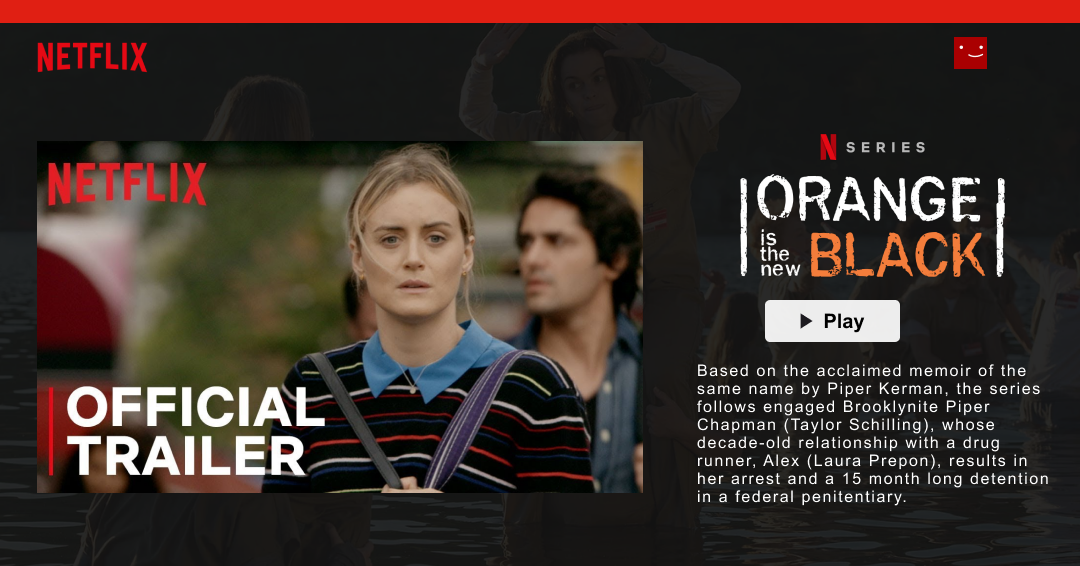 NETFLIX
NETFLIX
OFFICIAL
TRAILER
N SERIES
ORANGE
is
the
new
BLACK
Play
Based on the acclaimed memoir of the
same name by Piper Kerman, the series
follows engaged Brooklynite Piper
Chapman (Taylor Schilling), whose
decade-old relationship with a drug
runner, Alex (Laura Prepon), results in
her arrest and a 15 month long detention
in a federal penitentiary.